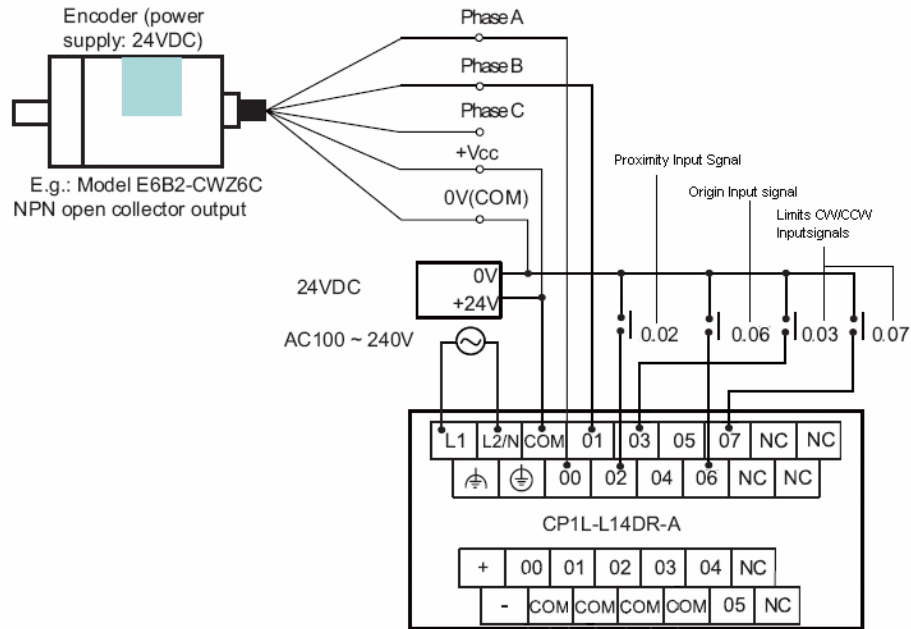 Encoder (power
supply: 24VDC)
E.g.: Model E6B2-CWZ6C
NPN open collector output
Phase A
Phase B
Phase C
+Vcc
0V(COM)
Proximity Input Sgnal
Origin Input signal
Limits CW/CCW
Inputsignals
24VDC
0V
+24V
AC100 ~ 240V
0.02
0.06
0.03
0.07
L1 L2/N COM 01 03 05 07 NC NC
00 02 04 06 NC NC
CP1L-L14DR-A
+ 00 01 02 03 04 NC
- COM COM COM COM 05 NC